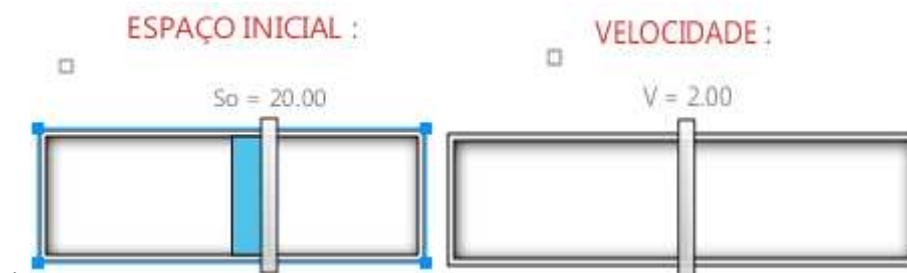 ESPAÇO INICIAL :
So = 20.00
VELOCIDADE :
V = 2.00